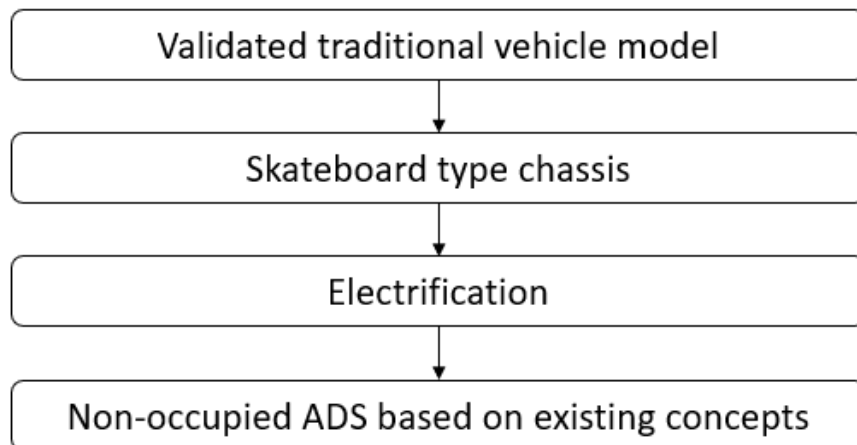 Validated traditional vehicle model
Skateboard type chassis
Electrification
Non-occupied ADS based on existing concepts